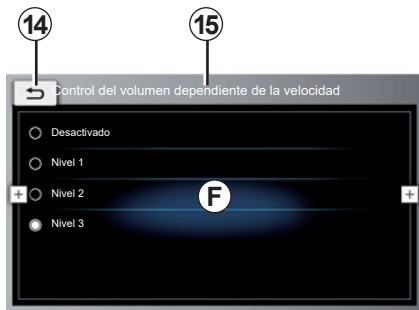 14
15
Control del volumen dependiente de la velocidad
Desactivado
Nivel 1
+
Nivel 2
F
+
Nivel 3